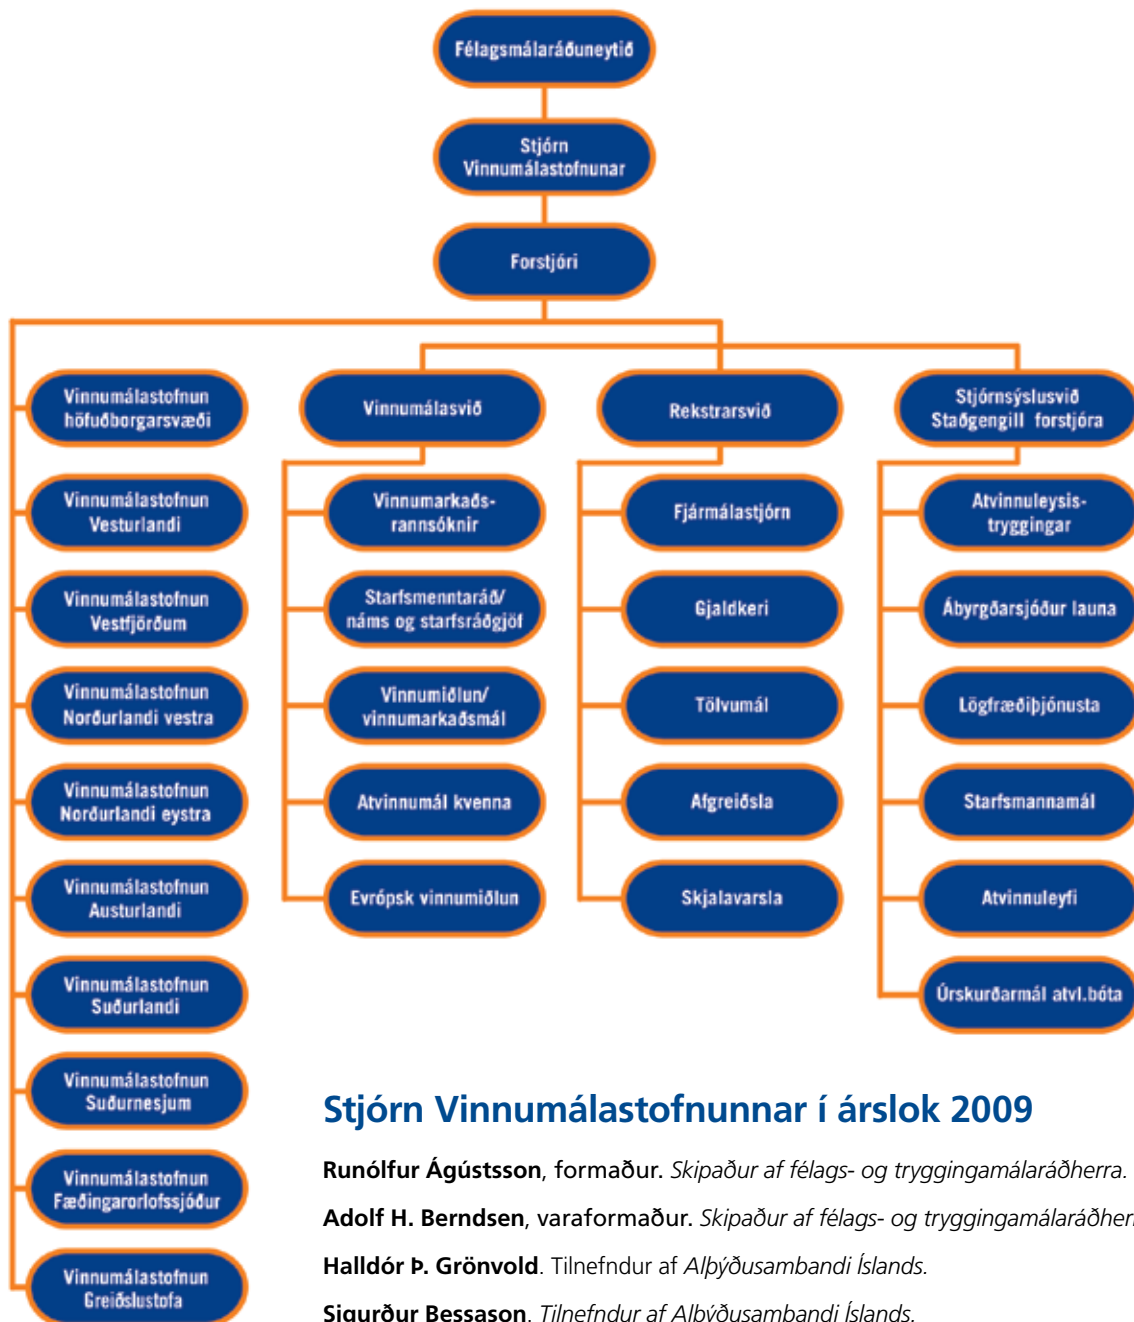 Félagsmálaráðuneytið
Stjórn
Vinnumálastofnunar
Forstjóri
Vinnumálastofnun
höfuðborgarsvæði
Vinnumálastofnun
Vesturlandi
Vinnumálastofnun
Vestfjörðum
Vinnumálastofnun
Norðurlandi vestra
Vinnumálastofnun
Norðurlandi eystra
Vinnumálastofnun
Austurlandi
Vinnumálastofnun
Suðurlandi
Vinnumálastofnun
Suðurnesjum
Vinnumálastofnun
Fæðingarorlofssjóður
Vinnumálastofnun
Greiðslustofa
Vinnumálasvið
Vinnumarkaðs-
rannsóknir
Starfsmenntaráð/
náms og starfsráðgjöf
Vinnumiðlun/
vinnumarkaðsmál
Atvinnumál kvenna
Evrópsk vinnumiðlun
Rekstrarsvið
Fjármálastjórn
Gjaldkeri
Tölvumál
Afgreiðsla
Skjalavarsla
Stjórnsýslusvið
Staðgengill forstjóra
Atvinnuleysis-
tryggingar
Ábyrgðarsjóður launa
Lögfræðiþjónusta
Starfsmannamál
Atvinnuleyfi
Úrskurðarmál atvl.bóta
Stjórn Vinnumálastofnunnar í árslok 2009
Runólfur Ágústsson, formaður. Skipaður af félags- og tryggingamálaráðherra.
Adolf H. Berndsen, varaformaður. Skipaður af félags- og tryggingamálaráðherr
Halldór Þ. Grönvold. Tilnefndur af Alþýðusambandi Íslands.
Sigurður Bessason. Tilnefndur af Alþýðusambandi Íslands.